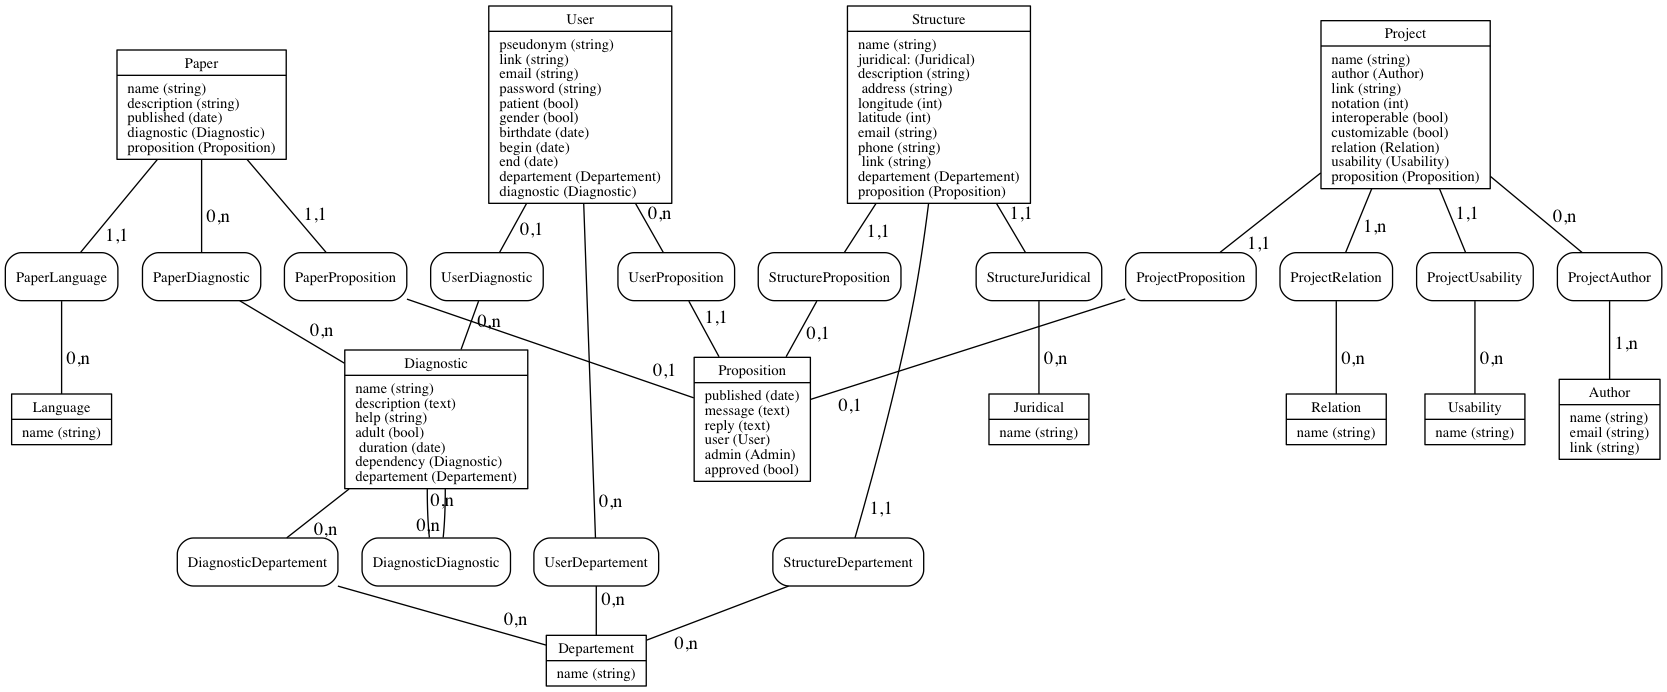 User
pseudonym (string)
link (string)
email (string)
password (string)
patient (bool)
gender (bool)
birthdate (date)
begin (date)
end (date)
departement (Departement)
diagnostic (Diagnostic)
Structure
name (string)
juridical: (Juridical)
description (string)
address (string)
longitude (int)
latitude (int)
email (string)
phone (string)
link (string)
departement (Departement)
proposition (Proposition)
Project
name (string)
author (Author)
link (string)
notation (int)
interoperable (bool)
customizable (bool)
relation (Relation)
usability (Usability)
proposition (Proposition)
Paper
name (string)
description (string)
published (date)
diagnostic (Diagnostic)
proposition (Proposition)
1,1
0,n
1,1
0,1
0,n
1,1
1,1
1,1
1,n
1,1
0,n
PaperLanguage
PaperDiagnostic
PaperProposition
UserDiagnostic
UserProposition
StructureProposition
StructureJuridical
ProjectProposition
ProjectRelation
ProjectUsability
ProjectAuthor
0,n
0,n
0,n
0,1
1,1
0,1
0,n
0,1
0,n
0,n
1,n
Language
name (string)
Diagnostic
name (string)
description (text)
help (string)
adult (bool)
duration (date)
dependency (Diagnostic)
departement (Departement)
Proposition
published (date)
message (text)
reply (text)
user (User)
admin (Admin)
approved (bool)
Juridical
name (string)
Relation
name (string)
Usability
name (string)
Author
name (string)
email (string)
link (string)
0,n
0,n
0,n
0,n
1,1
DiagnosticDepartement
DiagnosticDiagnostic
UserDepartement
StructureDepartement
0,n
0,n
0,n
Departement
name (string)